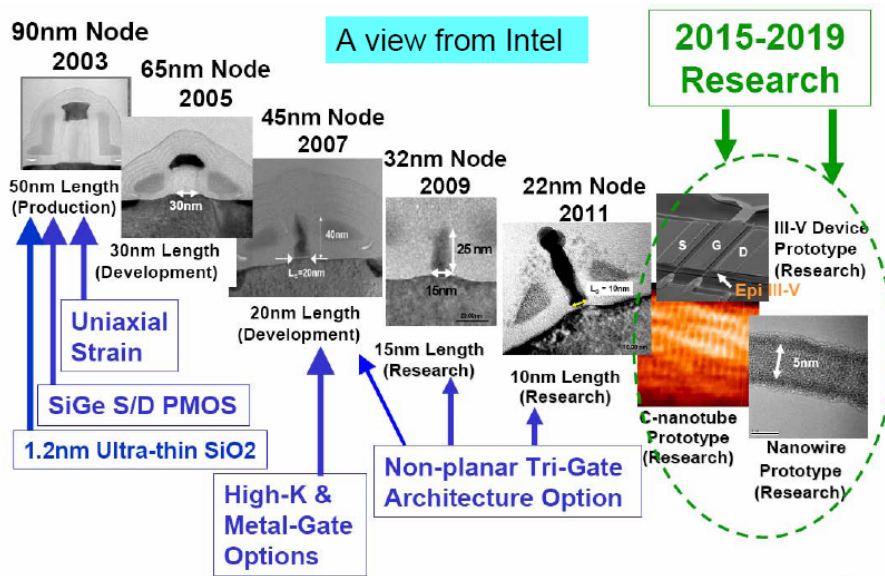 A view from Intel
90nm Node
2003
50nm Length
(Production)
65nm Node
2005
30nm
30nm Length
(Development)
45nm Node
2007
40nm
20nm Length
(Development)
32nm Node
2009
25 nm
15nm
15nm Length
(Research)
22nm Node
2011
10nm Length
(Research)
2015-2019
Research
S
G
D
III-V Device
Prototype
(Research)
Epi III-V
C-nanotube
Prototype
(Research)
5nm
Nanowire
Prototype
(Research)
Uniaxial
Strain
SiGe S/D PMOS
1.2nm Ultra-thin SiO2
High-K &
Metal-Gate
Options
Non-planar Tri-Gate
Architecture Option